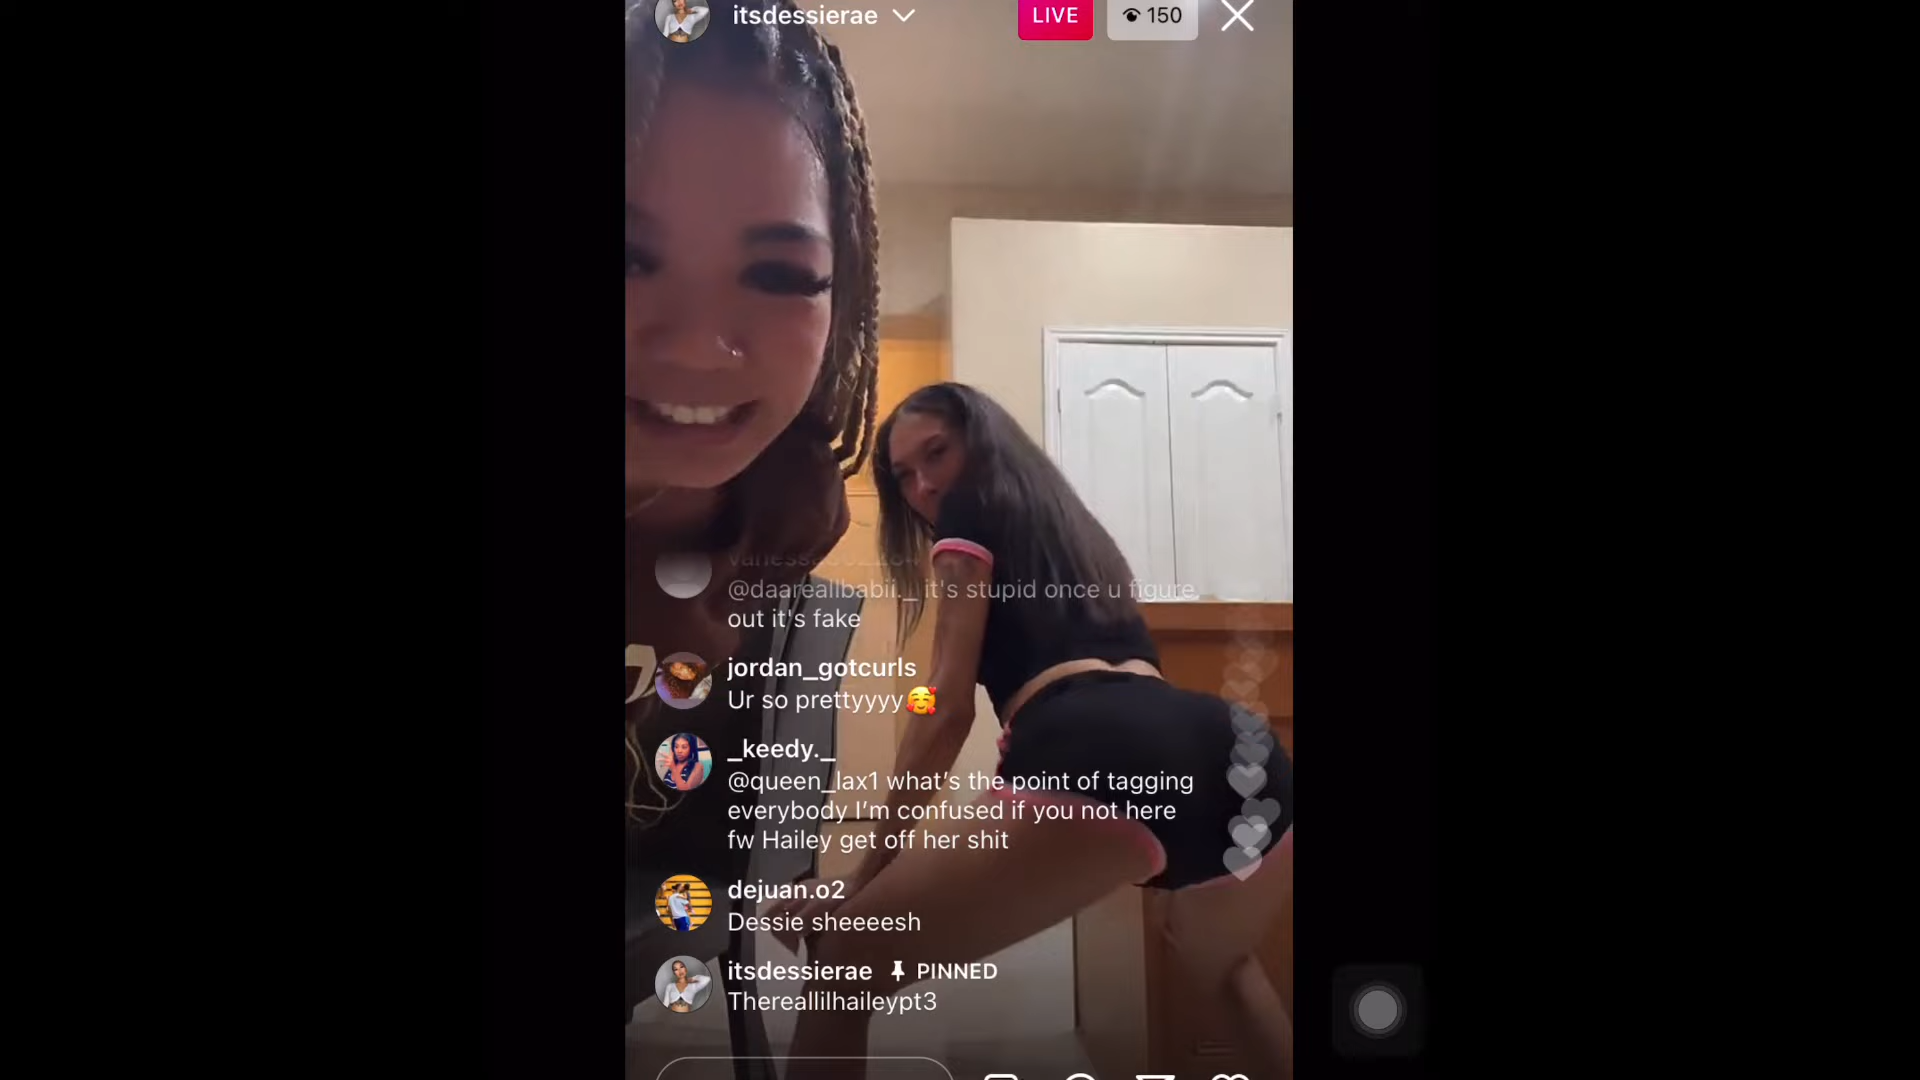 itsdessierae
LIVE
150
@daareallbabii._ it's stupid once u figure
out it's fake
jordan_gotcurls
Ur so prettyyyy🥰
_keedy._
@queen_lax1 what's the point of tagging
everybody I'm confused if you not here
fw Hailey get off her shit
dejuan.o2
Dessie sheeeesh
itsdessierae PINNED
Thereallilhaileypt3